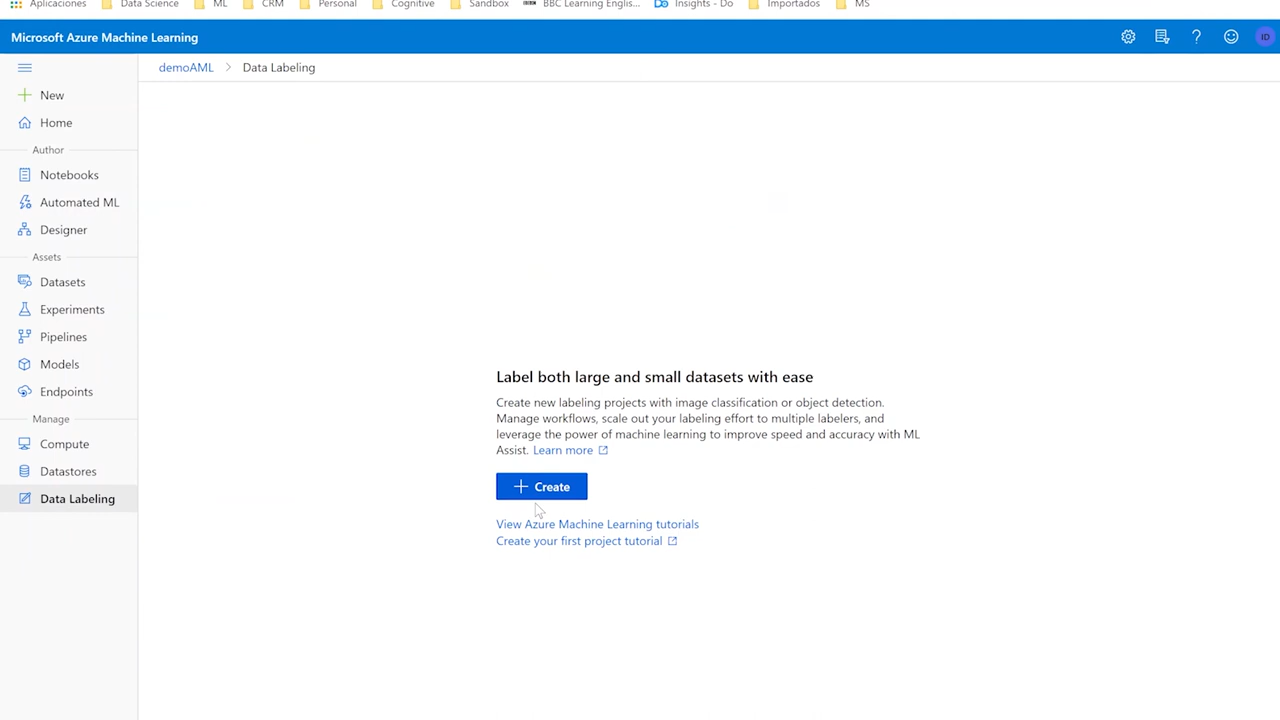 Aplicaciones Data Science ML CRM Personal Cognitive Sandbox BBC Learning Englis... Insights - Do Importados MS
Microsoft Azure Machine Learning ID
demoAML > Data Labeling
New
Home
Author
Notebooks
Automated ML
Designer
Assets
Datasets
Experiments
Pipelines
Models
Endpoints
Manage
Compute
Datastores
Data Labeling
Label both large and small datasets with ease
Create new labeling projects with image classification or object detection.
Manage workflows, scale out your labeling effort to multiple labelers, and
leverage the power of machine learning to improve speed and accuracy with ML
Assist. Learn more
+ Create
View Azure Machine Learning tutorials
Create your first project tutorial